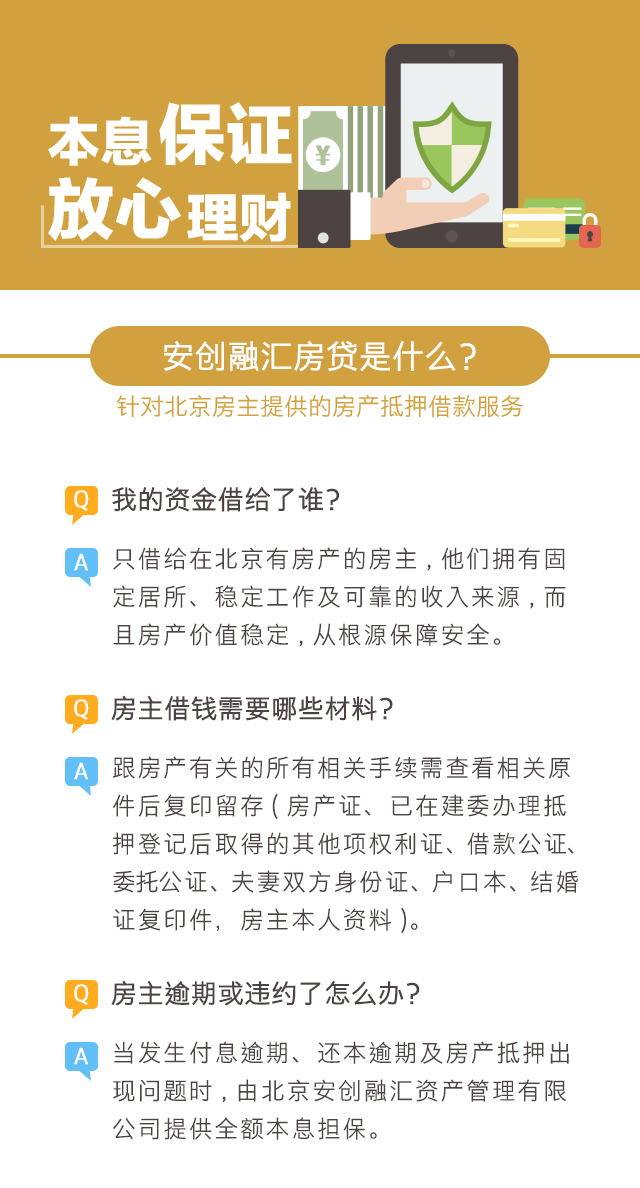 本息保证
放心理财
¥
安创融汇房贷是什么?
针对北京房主提供的房产抵押借款服务
Q 我的资金借给了谁?
A 只借给在北京有房产的房主,他们拥有固
定居所、稳定工作及可靠的收入来源,而
且房产价值稳定,从根源保障安全。
Q 房主借钱需要哪些材料?
A 跟房产有关的所有相关手续需查看相关原
件后复印留存(房产证、已在建委办理抵
押登记后取得的其他项权利证、借款公证、
委托公证、夫妻双方身份证、户口本、结婚
证复印件,房主本人资料)。
Q 房主逾期或违约了怎么办?
A 当发生付息逾期、还本逾期及房产抵押出
现问题时,由北京安创融汇资产管理有限
公司提供全额本息担保。